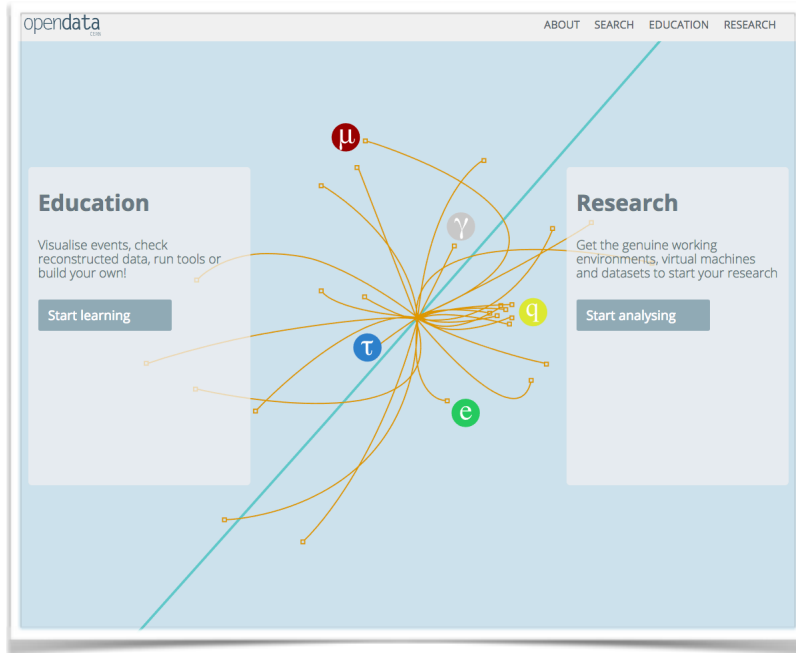 opendata
CERN
ABOUT SEARCH EDUCATION RESEARCH
μ
γ
Education
Visualise events, check
reconstructed data, run tools or
build your own!
Start learning
Research
Get the genuine working
environments, virtual machines
and datasets to start your research
Start analysing
q
τ
e